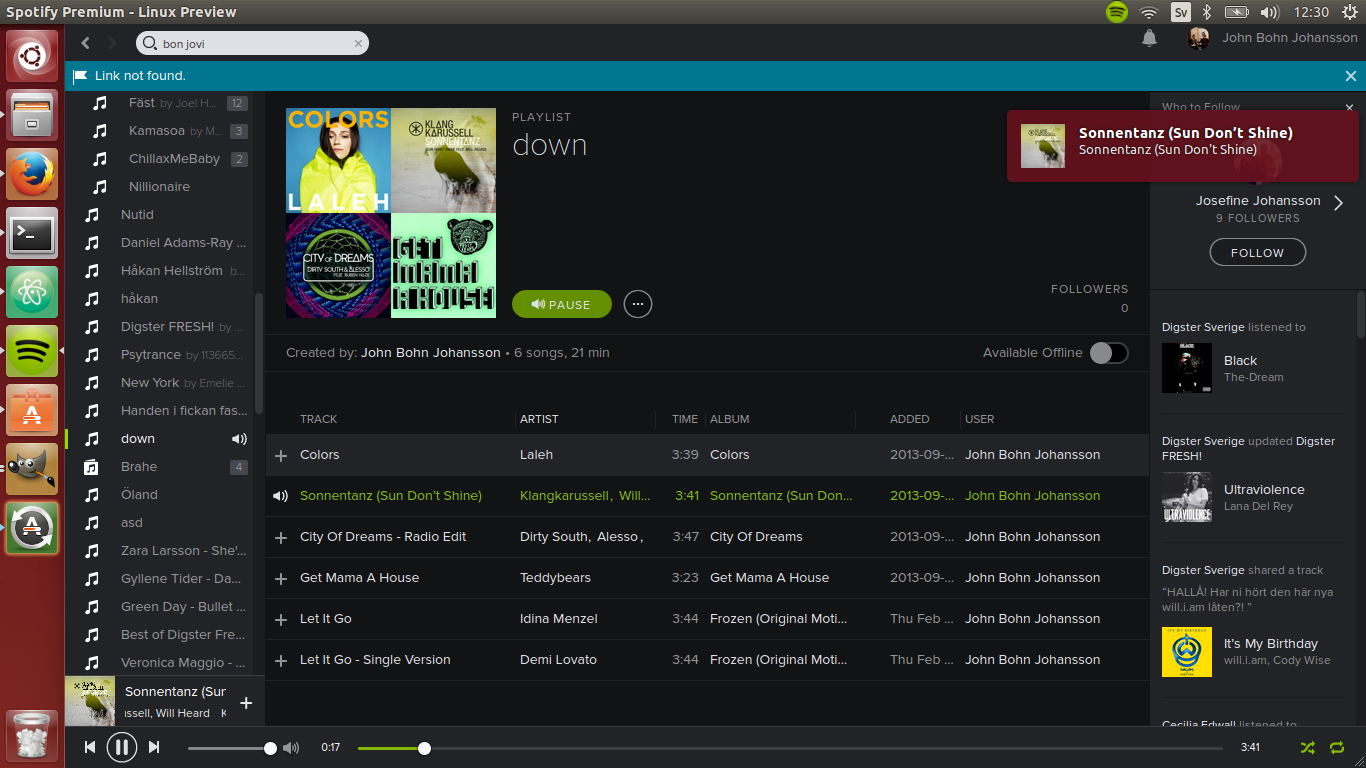 Spotify Premium - Linux Preview
Sv
12:30
bon jovi
John Bohn Johansson
Link not found.
Fäst by Joel H... 12
Kamasoa by M... 3
ChillaxMeBaby 2
Nillionaire
Nutid
Daniel Adams-Ray ...
Håkan Hellström b...
håkan
Digster FRESH! by ...
Psytrance by 113665...
New York by Emelie ...
Handen i fickan fas...
down
Brahe 4
Öland
asd
Zara Larsson - She'...
Gyllene Tider - Da...
Green Day - Bullet ...
Best of Digster Fre...
Veronica Maggio - ...
Sonnentanz (Sur
ussell, Will Heard K
COLORS
LALEH
KLANG
KARUSSELL
SONNENTANZ
CITY OF DREAMS
DIRTY SOUTH & ALESSO
GET
MAMA
A HOUSE
PLAYLIST
down
PAUSE
FOLLOWERS
0
Created by: John Bohn Johansson • 6 songs, 21 min
Available Offline
TRACK ARTIST TIME ALBUM ADDED USER
Colors Laleh 3:39 Colors 2013-09-... John Bohn Johansson
Sonnentanz (Sun Don't Shine) Klangkarussell, Will... 3:41 Sonnentanz (Sun Don... 2013-09-... John Bohn Johansson
City Of Dreams - Radio Edit Dirty South, Alesso, 3:47 City Of Dreams 2013-09-... John Bohn Johansson
Get Mama A House Teddybears 3:23 Get Mama A House 2013-09-... John Bohn Johansson
Let It Go Idina Menzel 3:44 Frozen (Original Moti... Thu Feb ... John Bohn Johansson
Let It Go - Single Version Demi Lovato 3:44 Frozen (Original Moti... Thu Feb ... John Bohn Johansson
Who to Follow
Sonnentanz (Sun Don't Shine)
Sonnentanz (Sun Don't Shine)
Josefine Johansson
9 FOLLOWERS
FOLLOW
Digster Sverige listened to
Black
The-Dream
Digster Sverige updated Digster
FRESH!
ULTRAVIOLENCE
Ultraviolence
Lana Del Rey
Digster Sverige shared a track
“HALLÅ! Har ni hört den här nya
will.i.am låten?! ”
IT'S MY BIRTHDAY
It's My Birthday
will.i.am, Cody Wise
Cecilia Edwall listened to
0:17
3:41